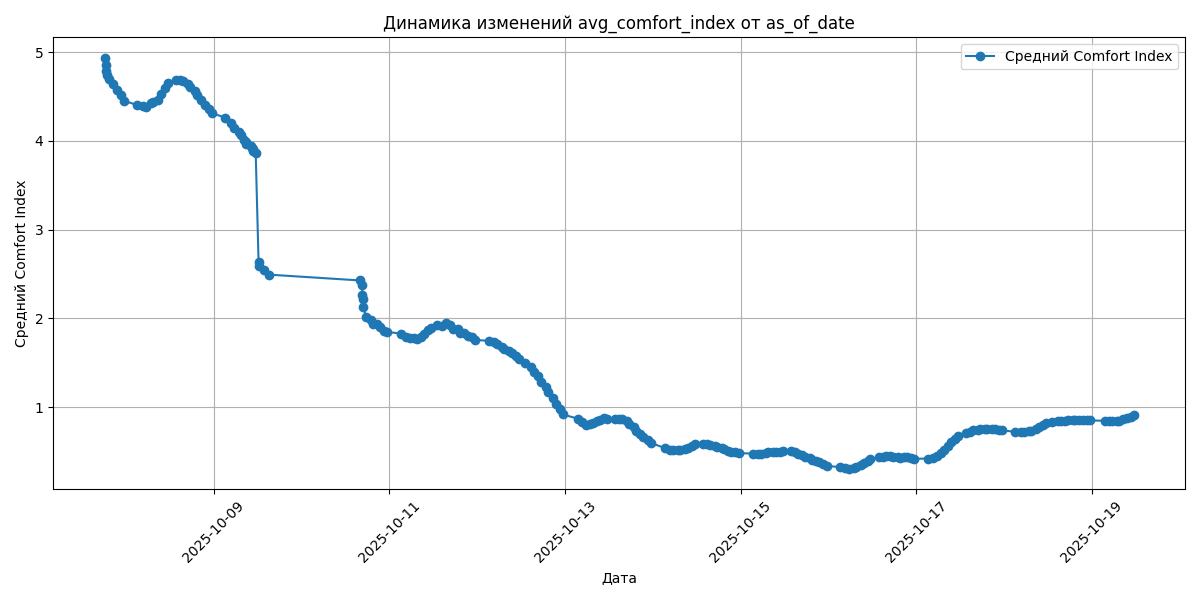 Динамика изменений avg_comfort_index от as_of_date
Средний Comfort Index
5
4
3
2
1
Средний Comfort Index
2025-10-09
2025-10-11
2025-10-13
2025-10-15
2025-10-17
2025-10-19
Дата